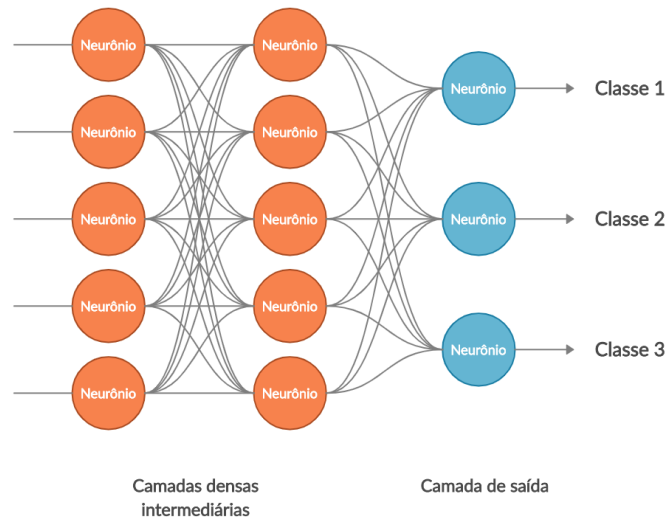 Neurônio Neurônio
Neurônio Classe 1
Neurônio Neurônio
Neurônio Neurônio Neurônio Classe 2
Neurônio Neurônio
Neurônio Classe 3
Neurônio Neurônio
Camadas densas
intermediárias
Camada de saída